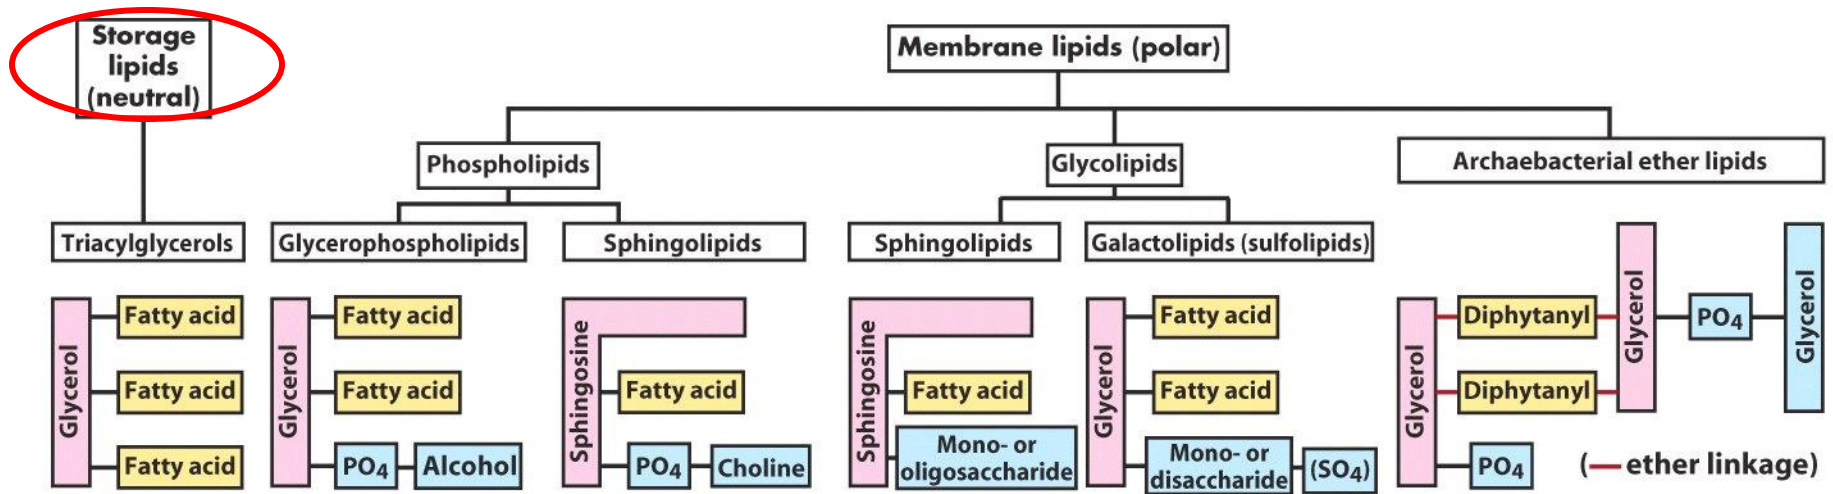 Storage
lipids
(neutral)
Membrane lipids (polar)
Phospholipids
Glycolipids
Archaebacterial ether lipids
Triacylglycerols
Glycerophospholipids
Sphingolipids
Sphingolipids
Galactolipids (sulfolipids)
Glycerol
Fatty acid
Fatty acid
Fatty acid
Glycerol
Fatty acid
Fatty acid
PO4
Alcohol
Sphingosine
Fatty acid
PO4
Choline
Sphingosine
Fatty acid
Mono- or
oligosaccharide
Glycerol
Fatty acid
Fatty acid
Mono- or
disaccharide
(SO4)
Glycerol
Diphytanyl
Diphytanyl
PO4
Glycerol
PO4
Glycerol
(— ether linkage)